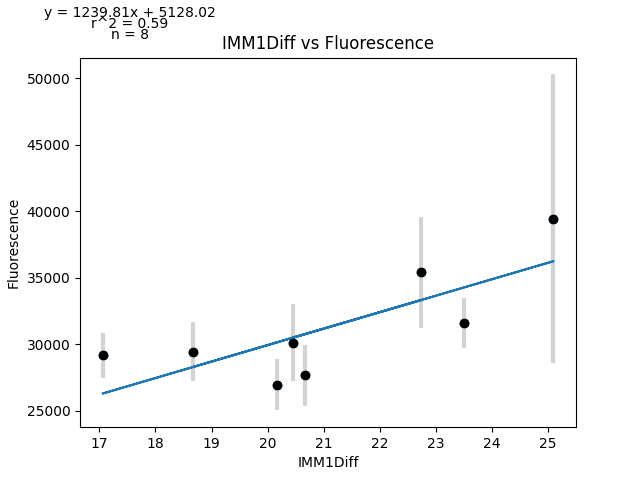 y = 1239.81x + 5128.02
r^2 = 0.59
n = 8
IMM1Diff vs Fluorescence
50000
45000
40000
35000
30000
25000
Fluorescence
17 18 19 20 21 22 23 24 25
IMM1Diff